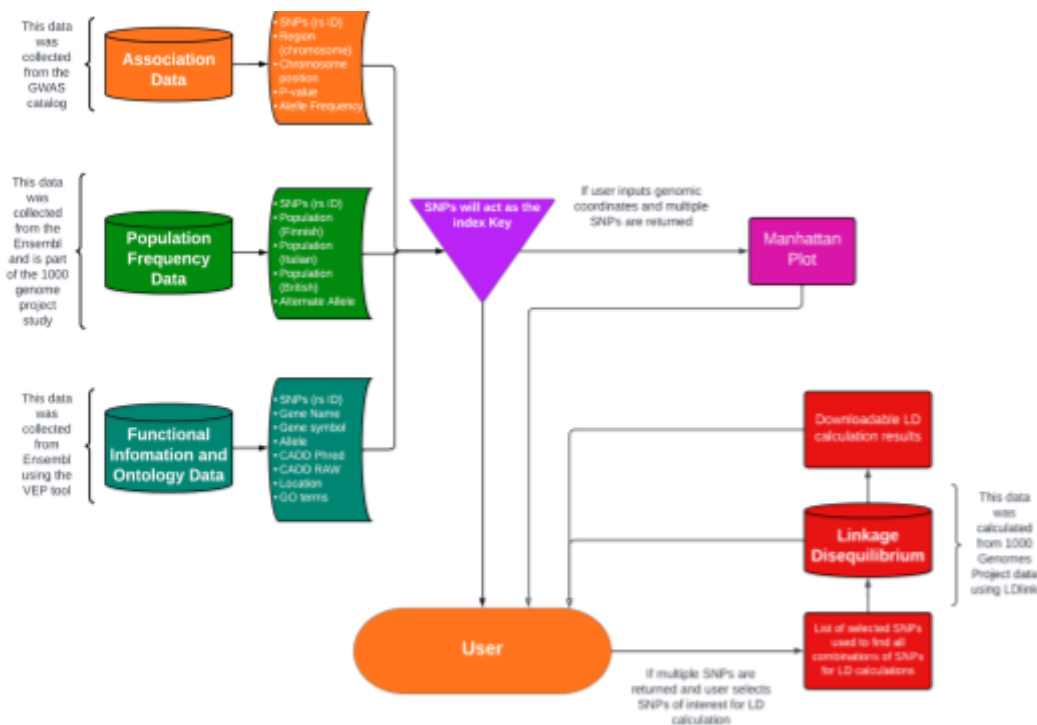 This data
was
collected
from the
GWAS
catalog
Association
Data
• SNPs (rs ID)
• Region
(chromosome)
• Chromosome
position
• P-value
• Alelle Frequency
This data
was
collected
from the
Ensembl
and is part
of the 1000
genome
project
study
Population
Frequency
Data
• SNPs (rs ID)
• Population
(Finnish)
• Population
(Italian)
• Population
(British)
• Alternate Allele
This data
was
collected
from
Ensembl
using the
VEP tool
Functional
Infomation and
Ontology Data
• SNPs (rs ID)
• Gene Name
• Gene symbol
• Allele
• CADD Phred
• CADD RAW
• Location
• GO terms
SNPs will act as the
index Key
If user inputs genomic
coordinates and multiple
SNPs are returned
Manhattan
Plot
Downloadable LD
calculation results
Linkage
Disequilibrium
This data
was
calculated
from 1000
Genomes
Project data
using LDlink
List of selected SNPs
used to find all
combinations of SNPs
for LD calculations
User
If multiple SNPs are
returned and user selects
SNPs of interest for LD
calculation